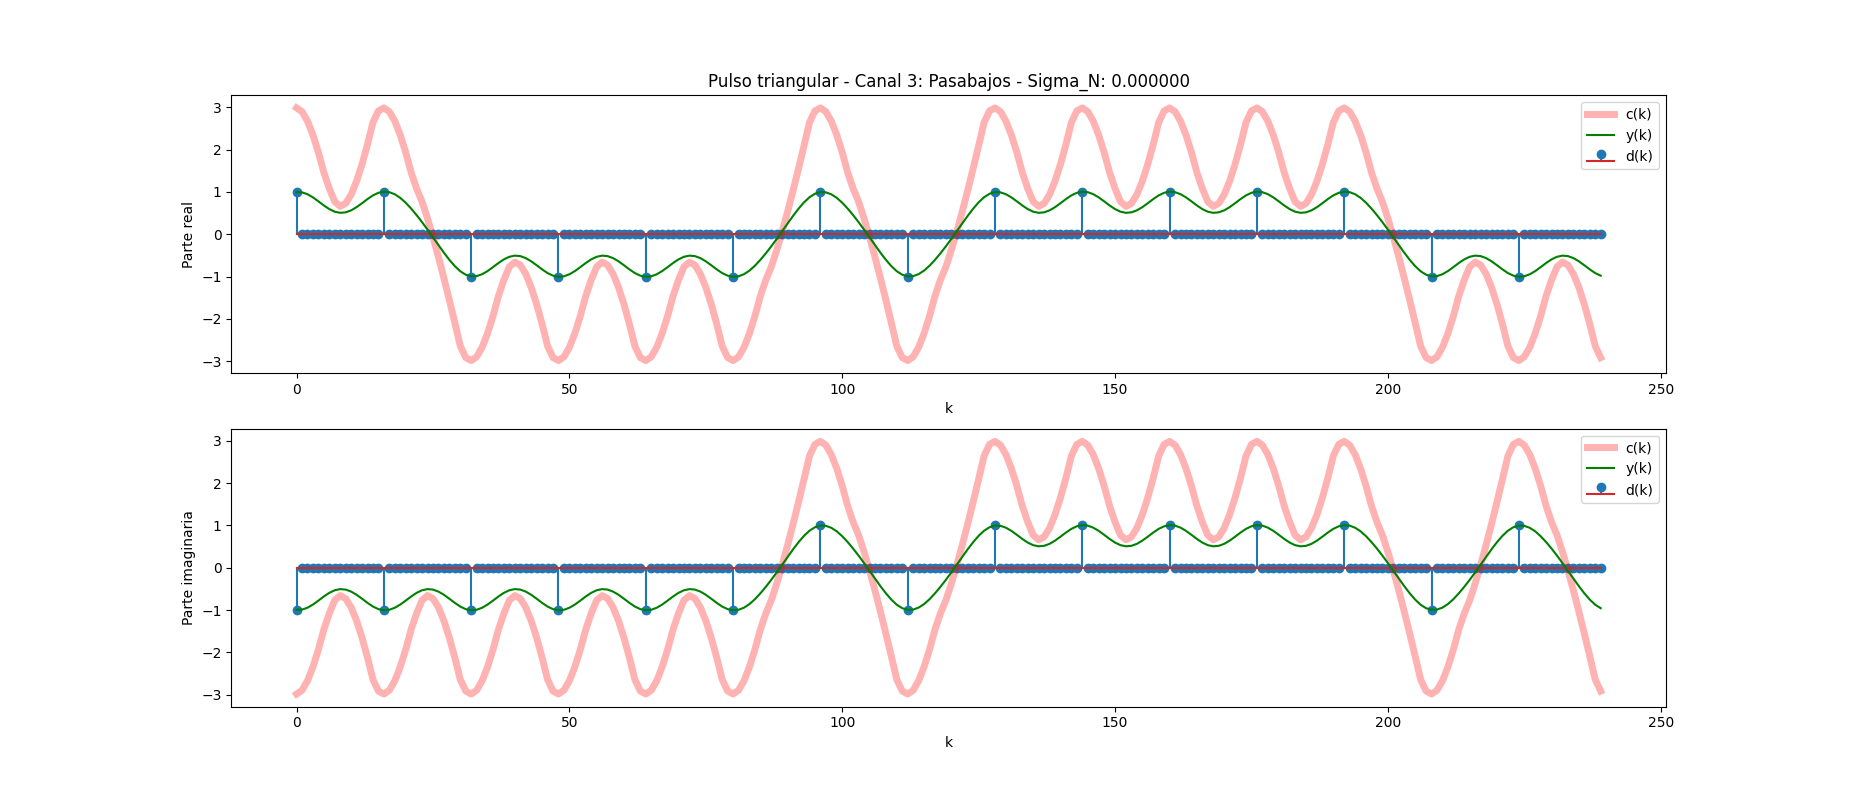 Pulso triangular - Canal 3: Pasabajos - Sigma_N: 0.000000
Parte real
3
2
1
0
−1
−2
−3
c(k)
y(k)
d(k)
0
50
100
150
200
250
k
Parte imaginaria
3
2
1
0
−1
−2
−3
c(k)
y(k)
d(k)
0
50
100
150
200
250
k